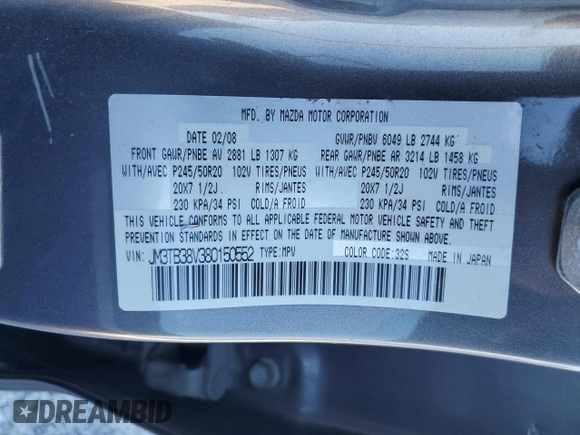 MFD. BY MAZDA MOTOR CORPORATION
DATE 02/08 GVWR/PNBV 6049 LB 2744 KG
FRONT GAWR/PNBE AV 2881 LB 1307 KG REAR GAWR/PNBE AR 3214 LB 1458 KG
WITH/AVEC P245/50R20 102V TIRES/PNEUS WITH/AVEC P245/50R20 102V TIRES/PNEUS
20X7 1/2J RIMS/JANTES 20X7 1/2J RIMS/JANTES
230 KPA/34 PSI COLD/A FROID 230 KPA/34 PSI COLD/A FROID
THIS VEHICLE CONFORMS TO ALL APPLICABLE FEDERAL MOTOR VEHICLE SAFETY AND THEFT
PREVENTION STANDARDS IN EFFECT ON THE DATE OF MANUFACTURE SHOWN ABOVE.
VIN: JM3TB38V380150552 TYPE:MPV COLOR CODE:32S MADE IN JAPAN
DREAMBID